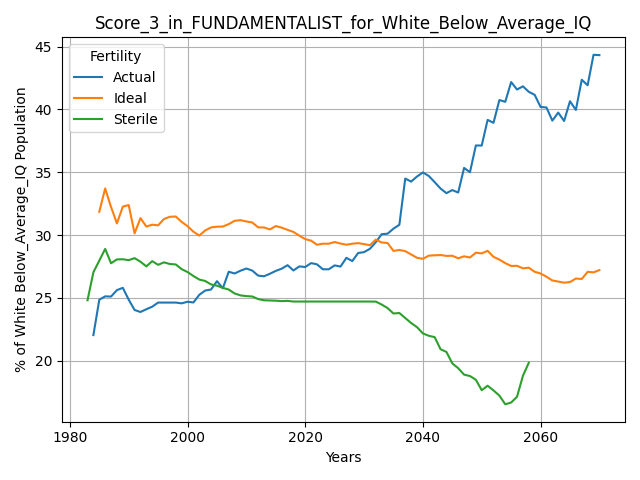 Score_3_in_FUNDAMENTALIST_for_White_Below_Average_IQ
% of White Below_Average_IQ Population
45
40
35
30
25
20
Fertility
Actual
Ideal
Sterile
1980
2000
2020
2040
2060
Years